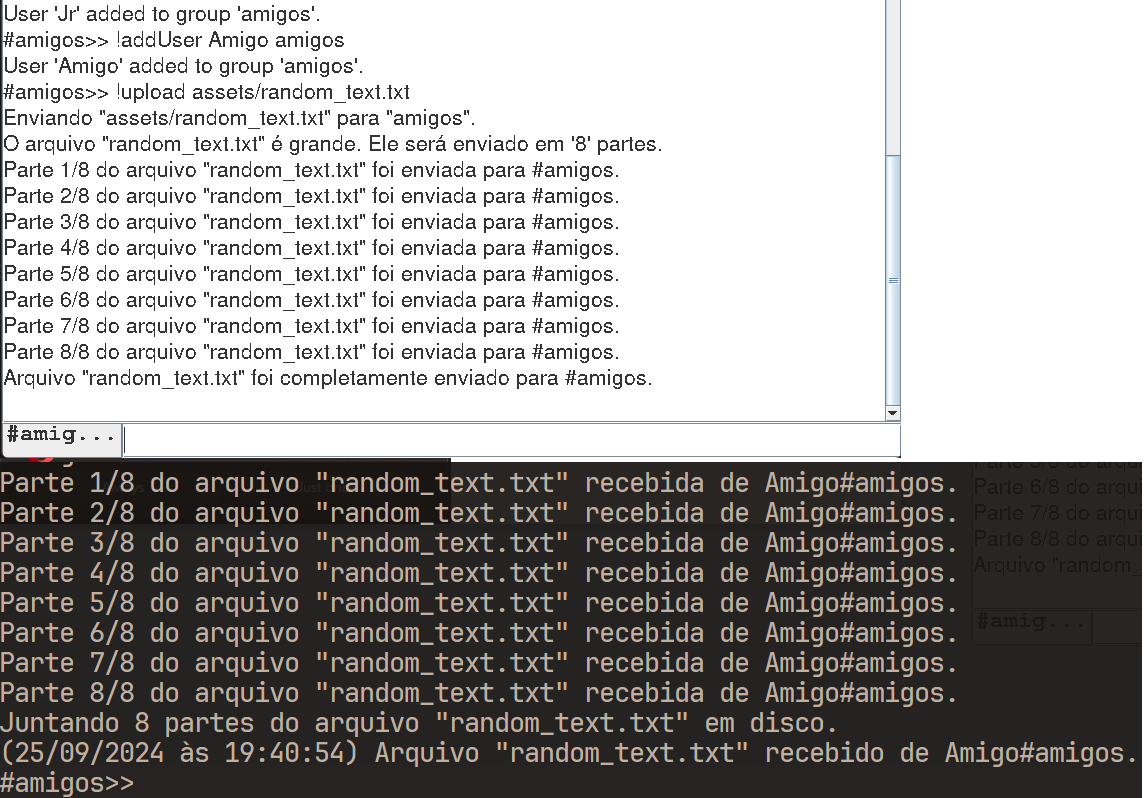 User 'Jr' added to group 'amigos'.
#amigos>> !addUser Amigo amigos
User 'Amigo' added to group 'amigos'.
#amigos>> !upload assets/random_text.txt
Enviando "assets/random_text.txt" para "amigos".
O arquivo "random_text.txt" é grande. Ele será enviado em '8' partes.
Parte 1/8 do arquivo "random_text.txt" foi enviada para #amigos.
Parte 2/8 do arquivo "random_text.txt" foi enviada para #amigos.
Parte 3/8 do arquivo "random_text.txt" foi enviada para #amigos.
Parte 4/8 do arquivo "random_text.txt" foi enviada para #amigos.
Parte 5/8 do arquivo "random_text.txt" foi enviada para #amigos.
Parte 6/8 do arquivo "random_text.txt" foi enviada para #amigos.
Parte 7/8 do arquivo "random_text.txt" foi enviada para #amigos.
Parte 8/8 do arquivo "random_text.txt" foi enviada para #amigos.
Arquivo "random_text.txt" foi completamente enviado para #amigos.
#amig...
Parte 1/8 do arquivo "random_text.txt" recebida de Amigo#amigos.
Parte 2/8 do arquivo "random_text.txt" recebida de Amigo#amigos.
Parte 3/8 do arquivo "random_text.txt" recebida de Amigo#amigos.
Parte 4/8 do arquivo "random_text.txt" recebida de Amigo#amigos.
Parte 5/8 do arquivo "random_text.txt" recebida de Amigo#amigos.
Parte 6/8 do arquivo "random_text.txt" recebida de Amigo#amigos.
Parte 7/8 do arquivo "random_text.txt" recebida de Amigo#amigos.
Parte 8/8 do arquivo "random_text.txt" recebida de Amigo#amigos.
Juntando 8 partes do arquivo "random_text.txt" em disco.
(25/09/2024 às 19:40:54) Arquivo "random_text.txt" recebido de Amigo#amigos.
#amigos>>
Parte 6/8 do arqui
Parte 7/8 do arqui
Parte 8/8 do arqui
Arquivo "random_
#amig...